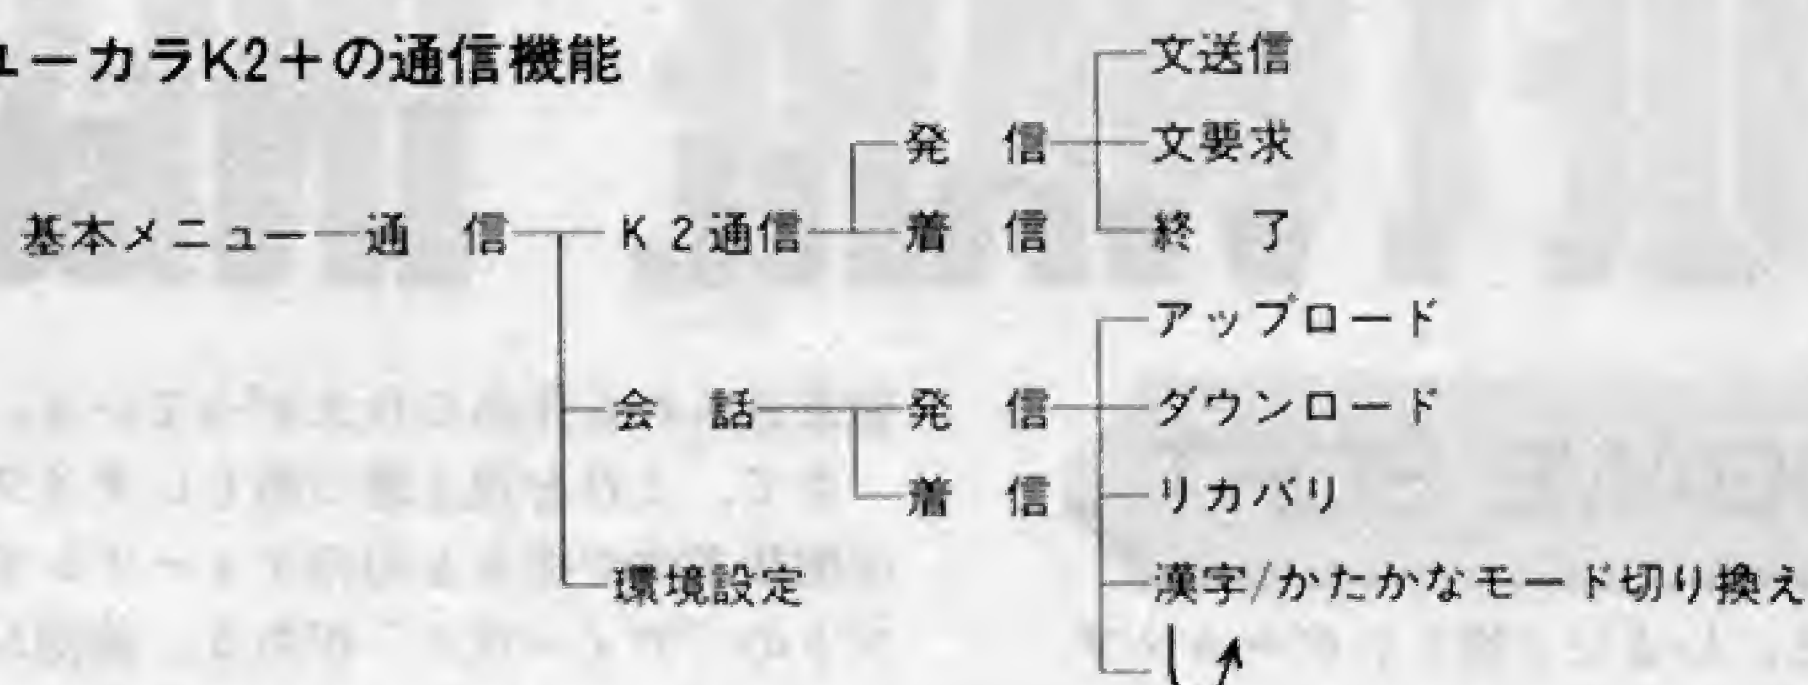 ーカラK2+の通信機能
文送信
発　信
文要求
基本メニュー
通　信
K2通信
着　信
終　了
アップロード
会　話
発　信
ダウンロード
着　信
リカバリ
環境設定
漢字/かたかなモード切り換え